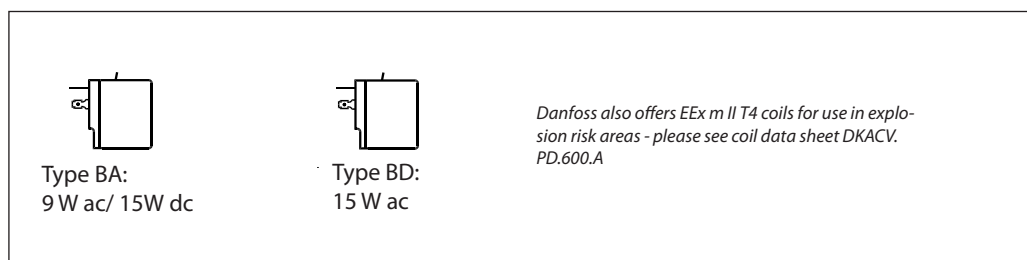 Type BA:
9 W ac/ 15W dc
Type BD:
15 W ac
Danfoss also offers EEx m II T4 coils for use in explo-
sion risk areas - please see coil data sheet DKACV.
PD.600.A